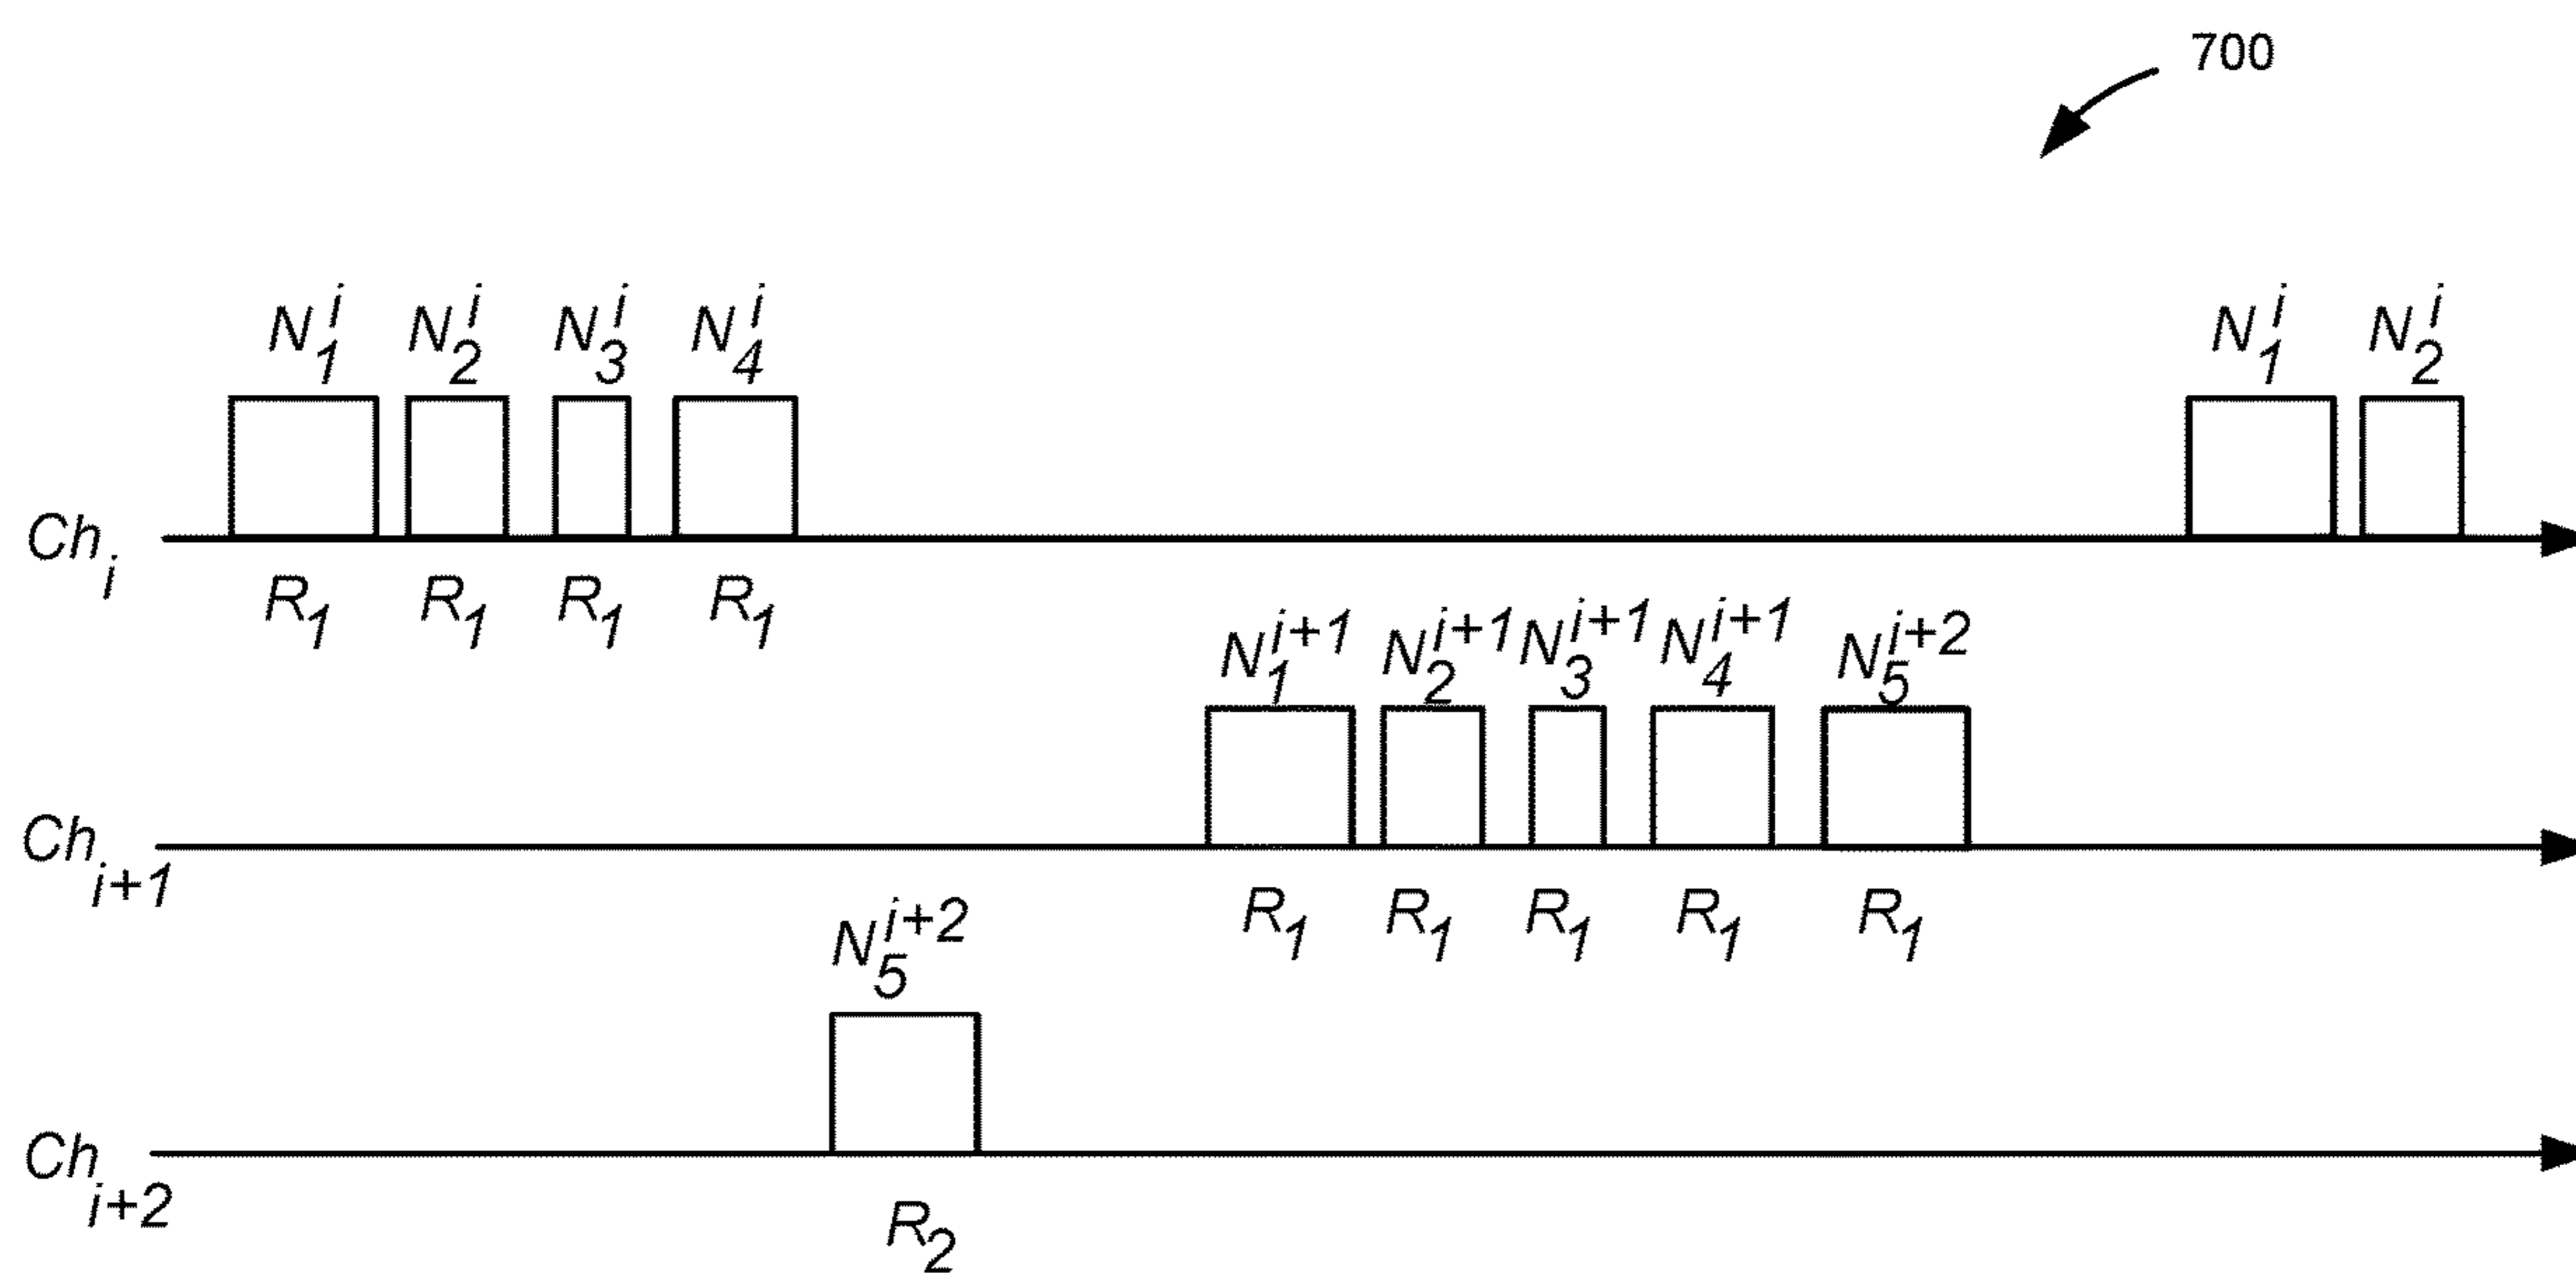 700
N_1^i N_2^i N_3^i N_4^i N_1^i N_2^i
Ch_i
R_1 R_1 R_1 R_1
N_1^{i+1} N_2^{i+1} N_3^{i+1} N_4^{i+1} N_5^{i+2}
Ch_{i+1}
R_1 R_1 R_1 R_1 R_1
N_5^{i+2}
Ch_{i+2}
R_2